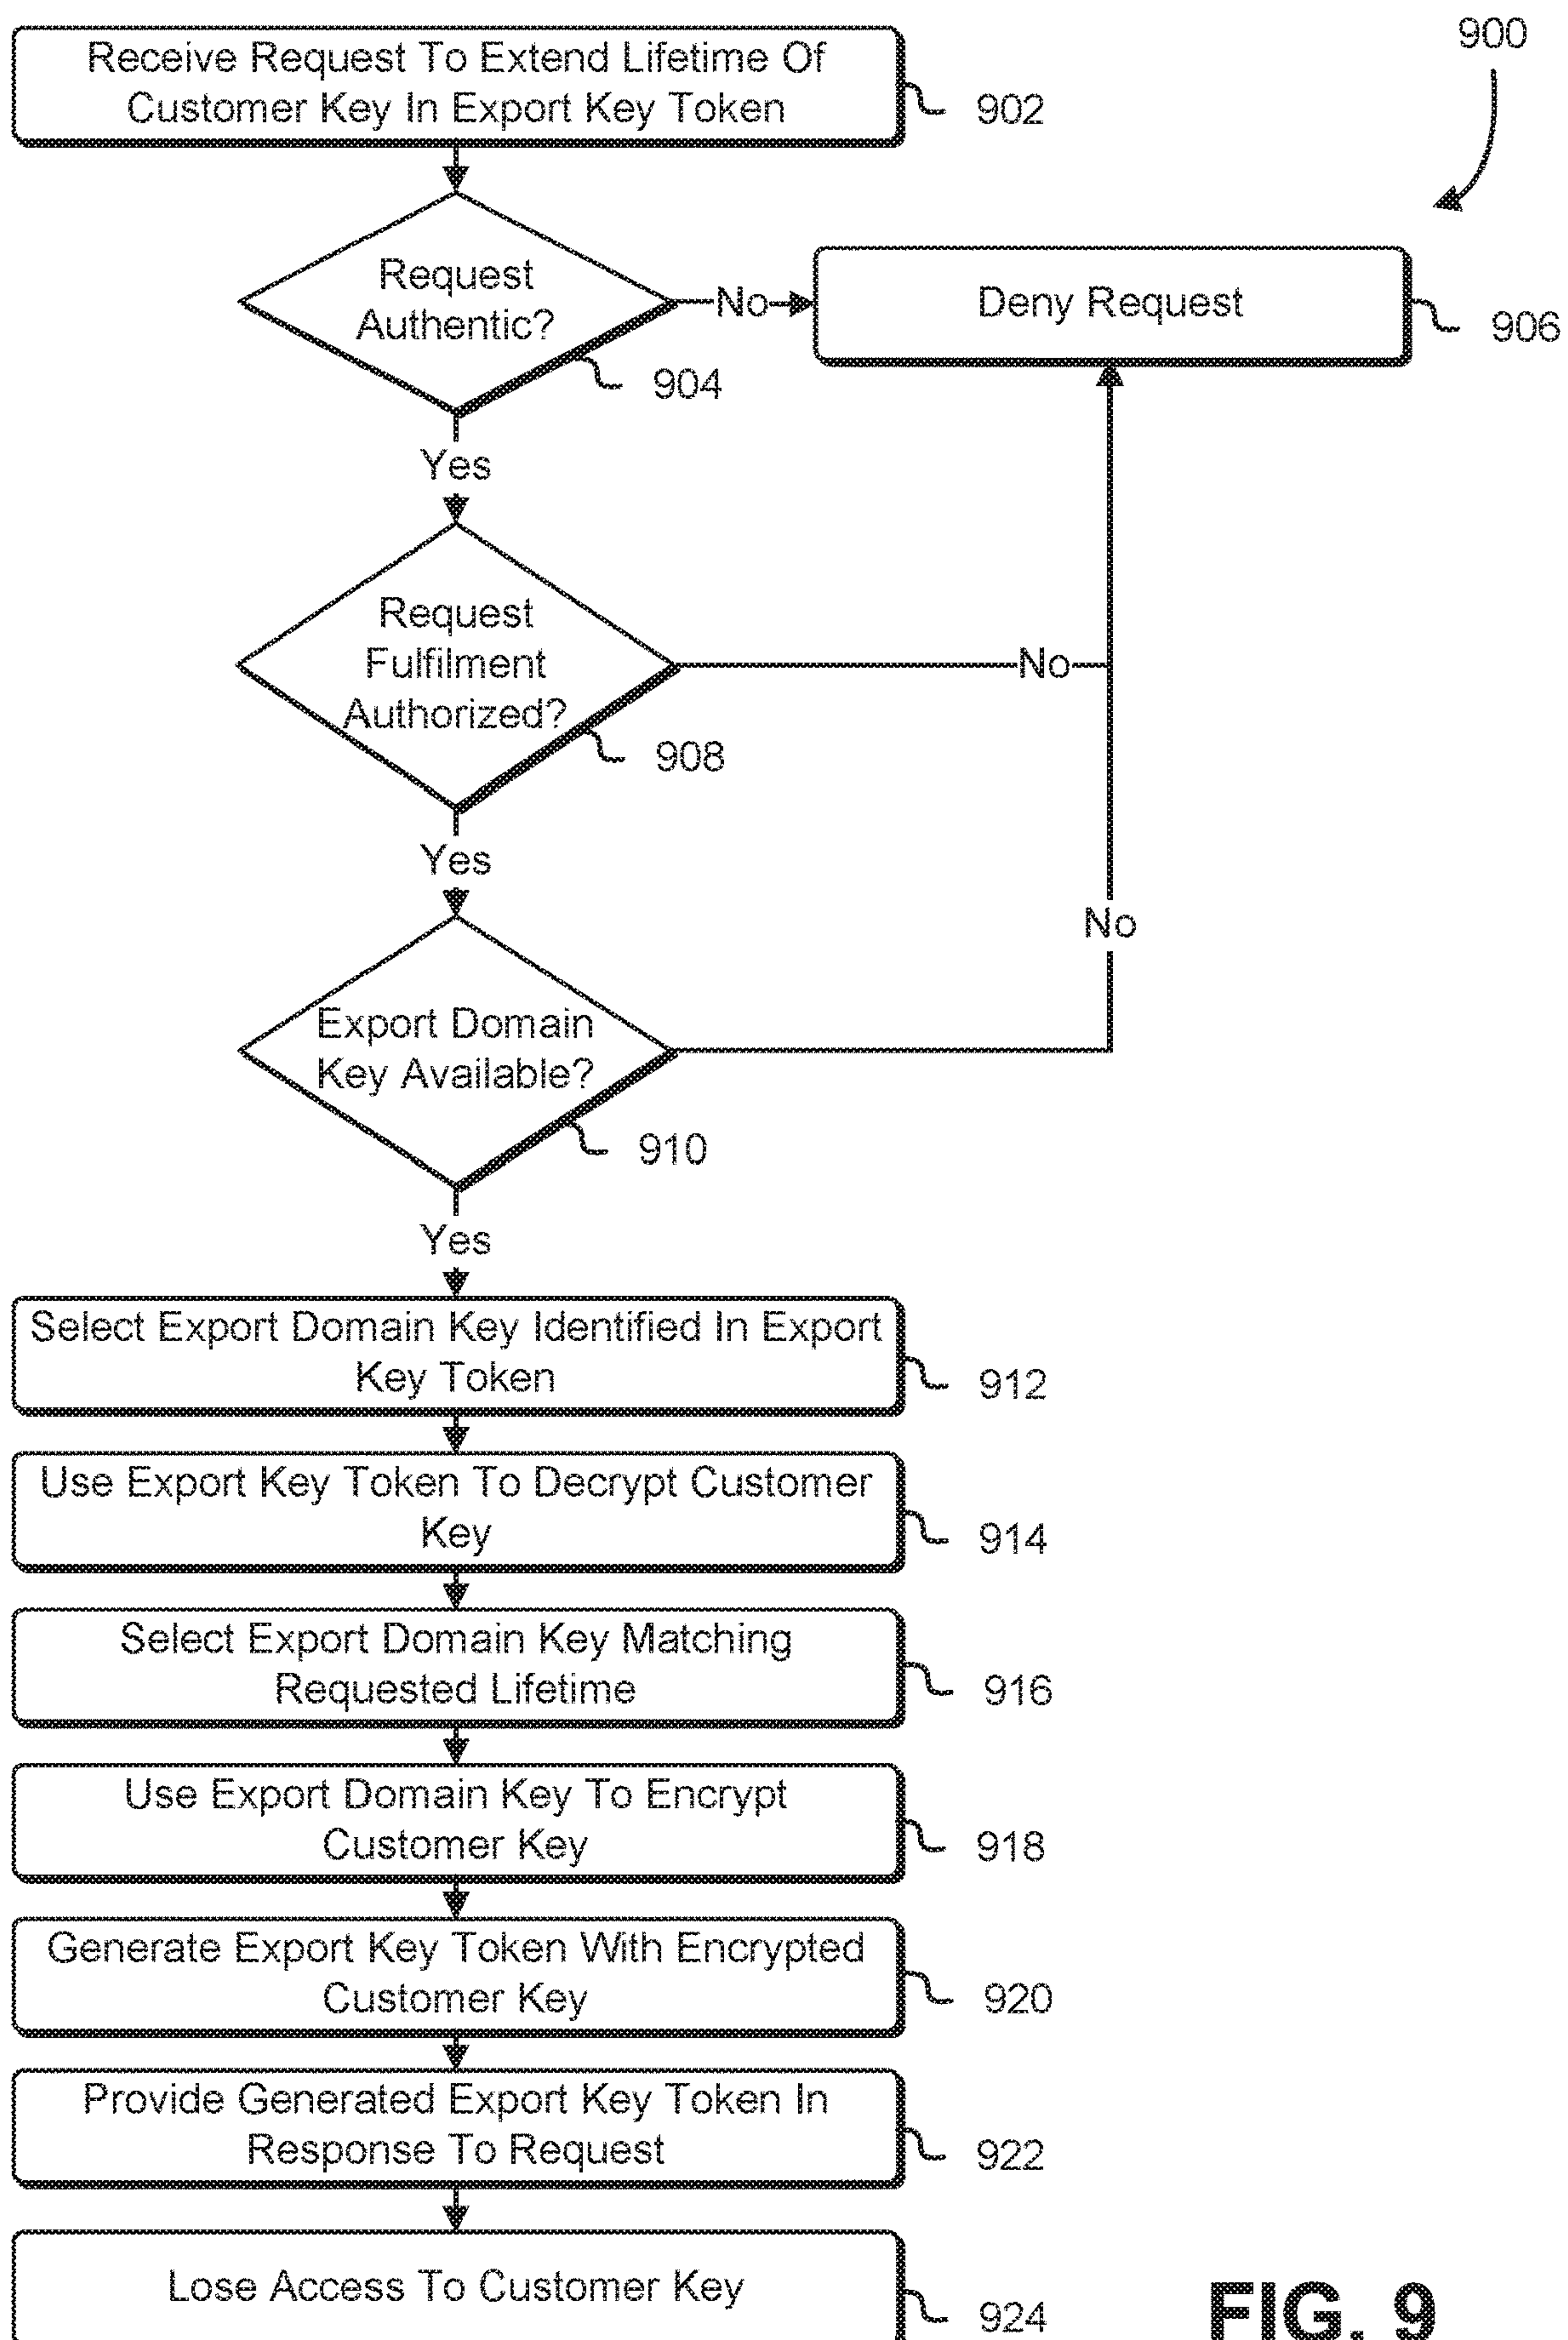 900
Receive Request To Extend Lifetime Of
Customer Key In Export Key Token
902
Request
Authentic?
904
No
Deny Request
906
Yes
Request
Fulfilment
Authorized?
908
No
Yes
Export Domain
Key Available?
910
No
Yes
Select Export Domain Key Identified In Export
Key Token
912
Use Export Key Token To Decrypt Customer
Key
914
Select Export Domain Key Matching
Requested Lifetime
916
Use Export Domain Key To Encrypt
Customer Key
918
Generate Export Key Token With Encrypted
Customer Key
920
Provide Generated Export Key Token In
Response To Request
922
Lose Access To Customer Key
924
FIG. 9